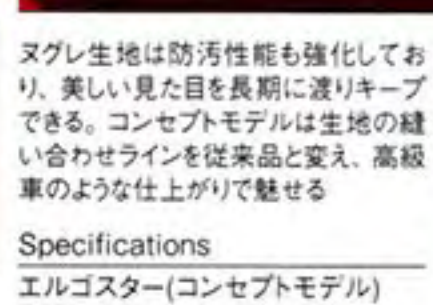 ヌグレ生地は防汚性能も強化してお
り、美しい見た目を長期に渡りキープ
できる。コンセプトモデルは生地の縫
い合わせラインを従来品と変え、高級
車のような仕上がりで魅せる
Specifications
エルゴスター(コンセプトモデル)